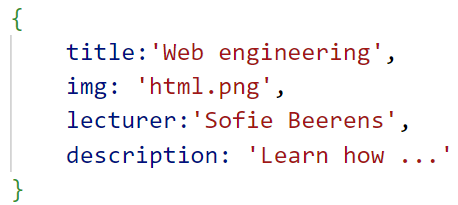 {
title:'Web engineering',
img: 'html.png',
lecturer:'Sofie Beerens',
description: 'Learn how ...'
}